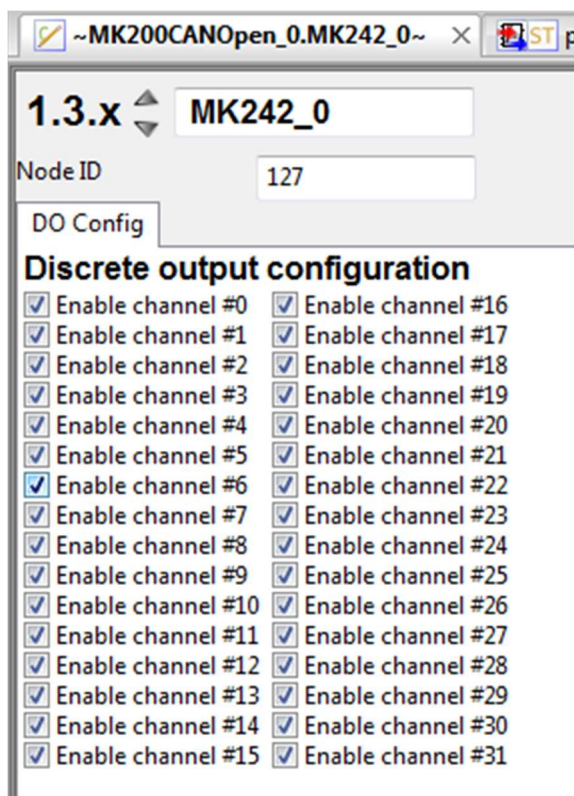 ~MK200CANOpen_0.MK242_0~ ST p
1.3.x MK242_0
Node ID 127
DO Config
Discrete output configuration
Enable channel #0 Enable channel #16
Enable channel #1 Enable channel #17
Enable channel #2 Enable channel #18
Enable channel #3 Enable channel #19
Enable channel #4 Enable channel #20
Enable channel #5 Enable channel #21
Enable channel #6 Enable channel #22
Enable channel #7 Enable channel #23
Enable channel #8 Enable channel #24
Enable channel #9 Enable channel #25
Enable channel #10 Enable channel #26
Enable channel #11 Enable channel #27
Enable channel #12 Enable channel #28
Enable channel #13 Enable channel #29
Enable channel #14 Enable channel #30
Enable channel #15 Enable channel #31